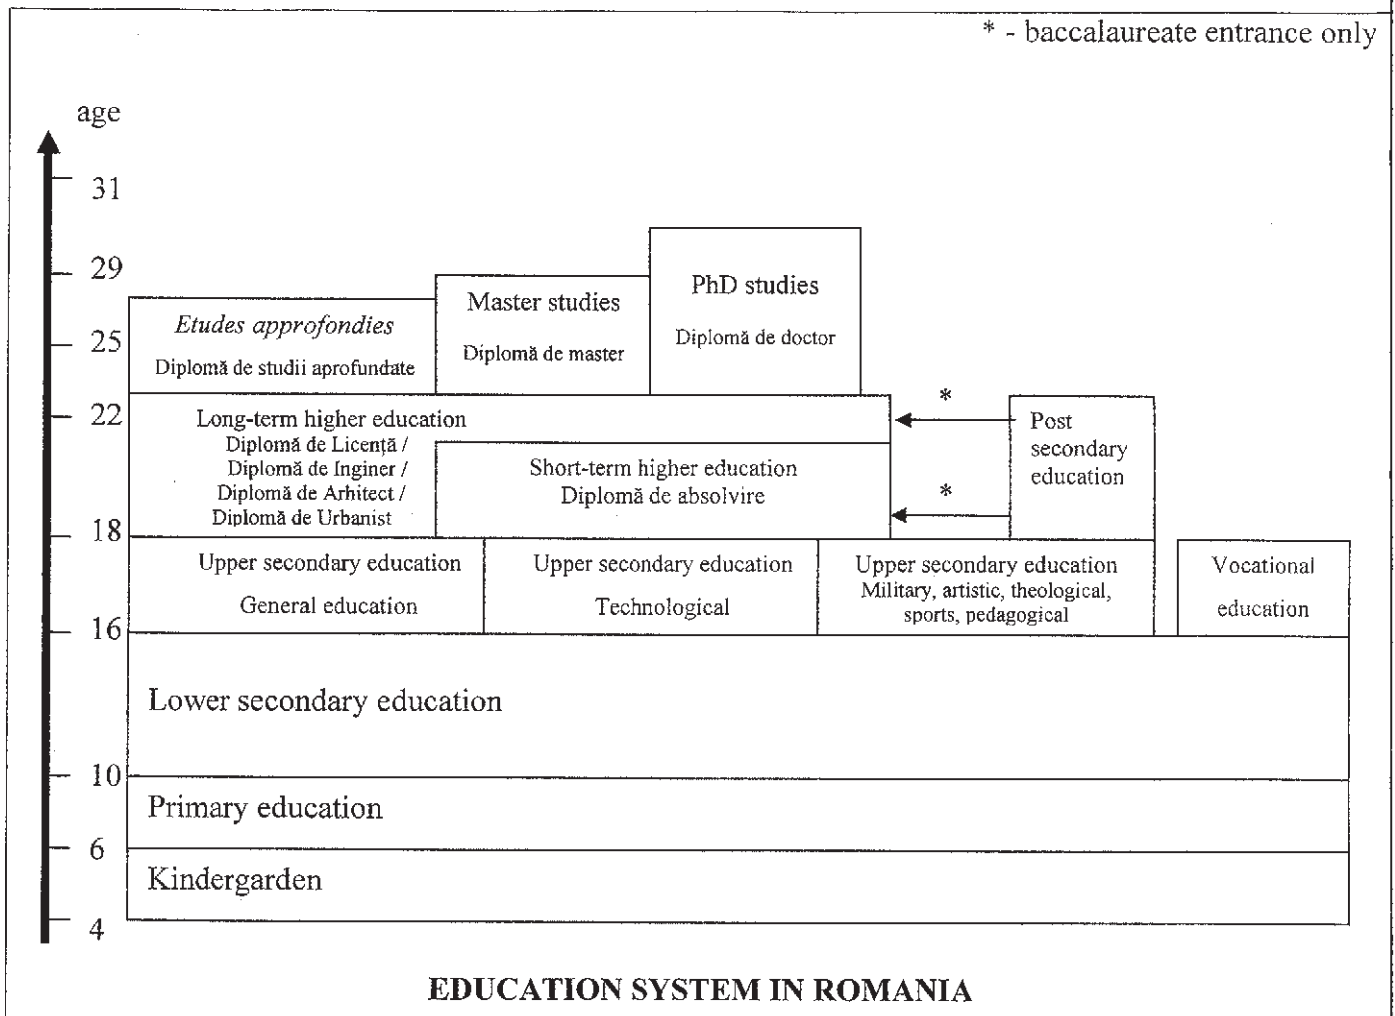 * - baccalaureate entrance only
age
31
29
25
22
18
16
10
6
4
Etudes approfondies
Diplomă de studii aprofundate
Master studies
Diplomă de master
PhD studies
Diplomă de doctor
Long-term higher education
Diplomă de Licență /
Diplomă de Inginer /
Diplomă de Arhitect /
Diplomă de Urbanist
Short-term higher education
Diplomă de absolvire
*
*
Post
secondary
education
Upper secondary education
General education
Upper secondary education
Technological
Upper secondary education
Military, artistic, theological,
sports, pedagogical
Vocational
education
Lower secondary education
Primary education
Kindergarden
EDUCATION SYSTEM IN ROMANIA